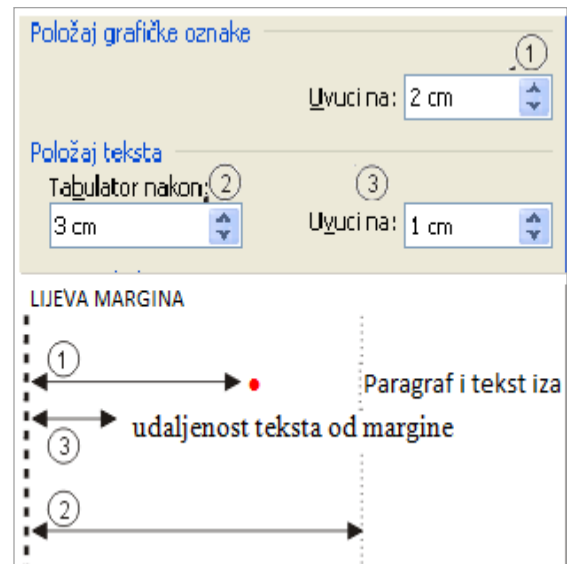 Položaj grafičke oznake
①
Uvuci na: 2 cm
Položaj teksta
Tabulator nakon: ② ③
3 cm Uvuci na: 1 cm
LIJEVA MARGINA
①
Paragraf i tekst iza
③ udaljenost teksta od margine
②